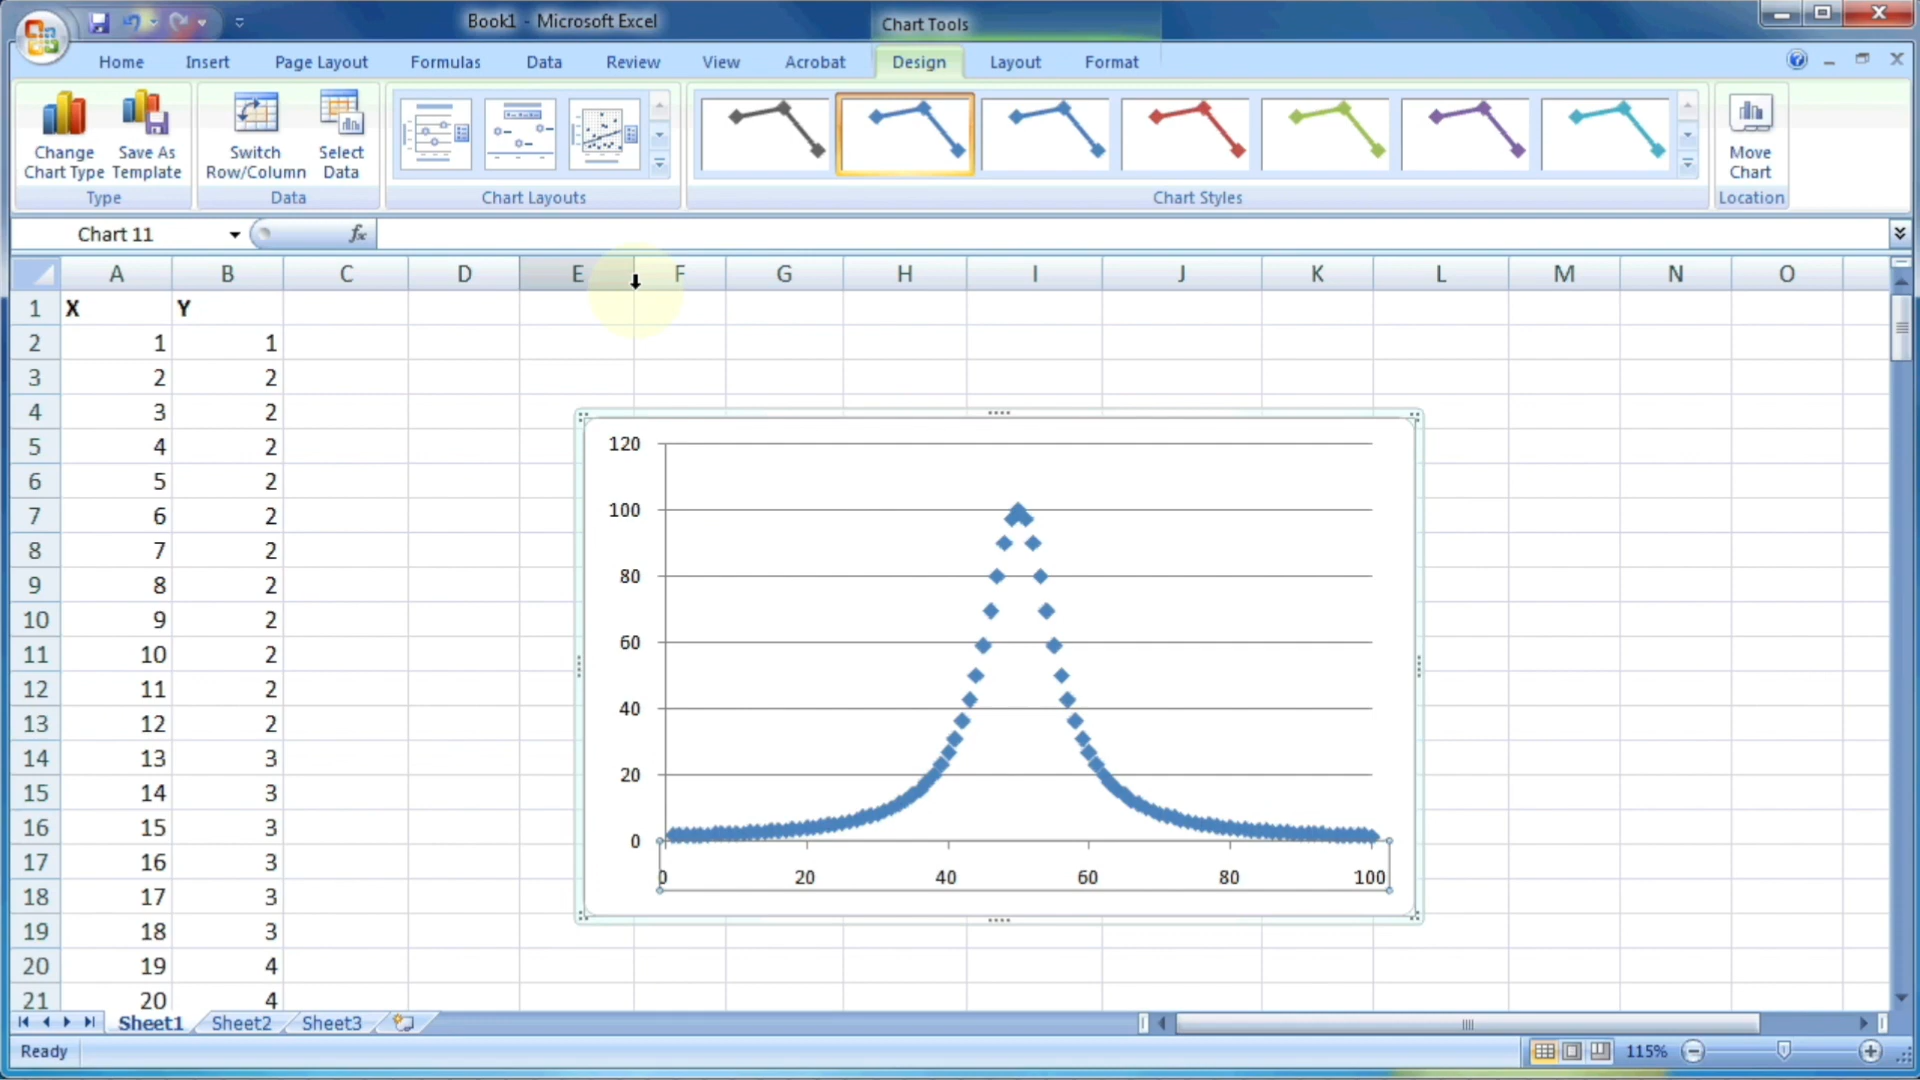 Book1 - Microsoft Excel
Chart Tools
Home Insert Page Layout Formulas Data Review View Acrobat Design Layout Format
Change Chart Type
Save As Template
Switch Row/Column
Select Data
Move Chart
Type Data Chart Layouts Chart Styles Location
Chart 11 fx
A B C D E F G H I J K L M N O
1 X Y
2 1 1
3 2 2
4 3 2
5 4 2
6 5 2
7 6 2
8 7 2
9 8 2
10 9 2
11 10 2
12 11 2
13 12 2
14 13 3
15 14 3
16 15 3
17 16 3
18 17 3
19 18 3
20 19 4
21 20 4
120
100
80
60
40
20
0
0 20 40 60 80 100
Sheet1 Sheet2 Sheet3
Ready 115%